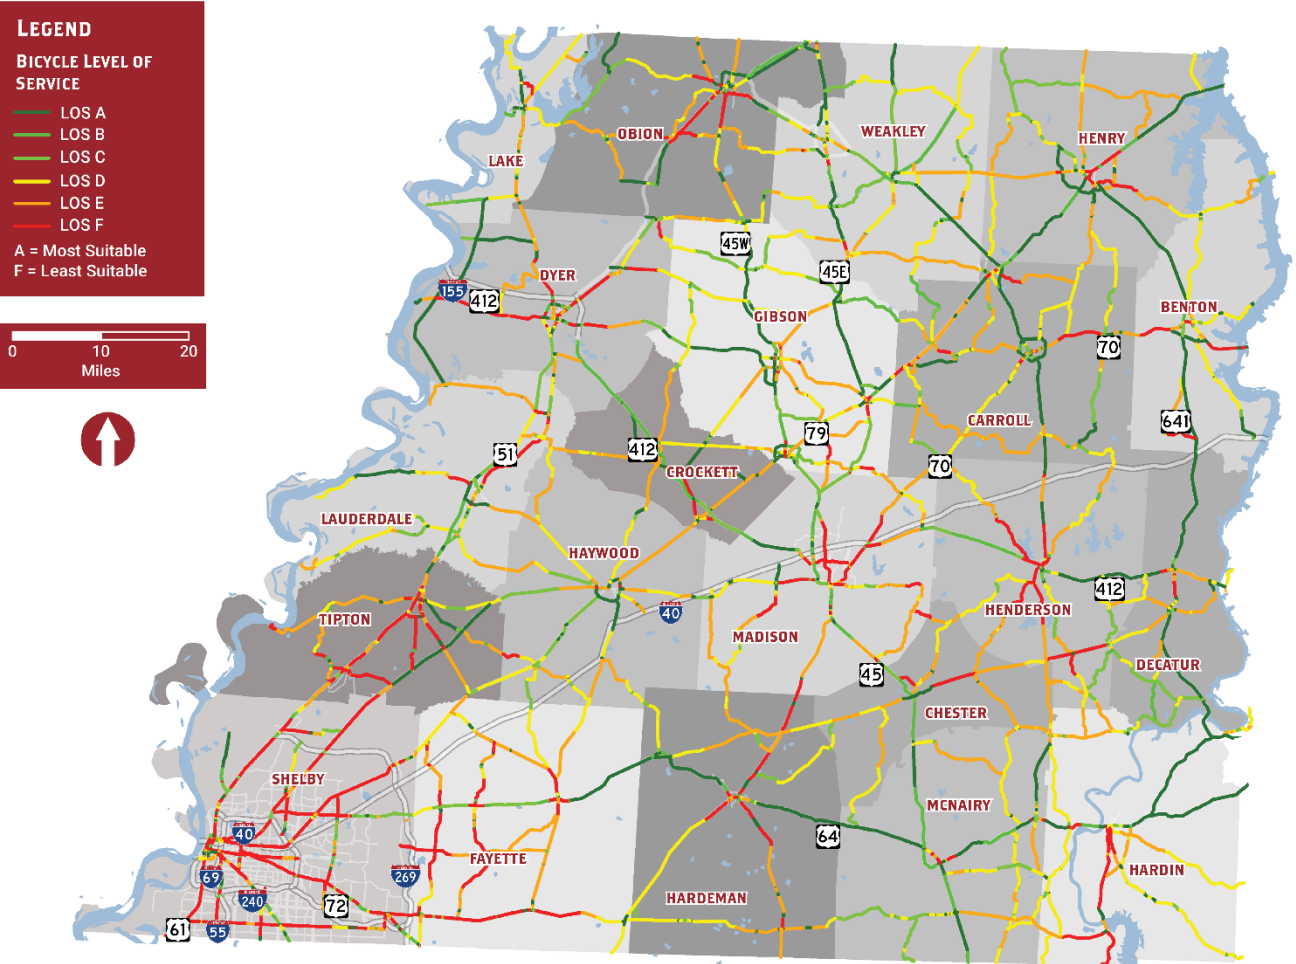 LEGEND
BICYCLE LEVEL OF
SERVICE
LOS A
LOS B
LOS C
LOS D
LOS E
LOS F
A = Most Suitable
F = Least Suitable
0 10 20
Miles
OBION
WEAKLEY
HENRY
LAKE
45W
45E
DYER
155
412
GIBSON
BENTON
70
CARROLL
641
79
51
412
CROCKETT
70
LAUDERDALE
HAYWOOD
412
TIPTON
40
MADISON
HENDERSON
DECATUR
45
CHESTER
SHELBY
MCNAIRY
40
64
FAYETTE
HARDIN
69
269
240
72
HARDEMAN
61
55